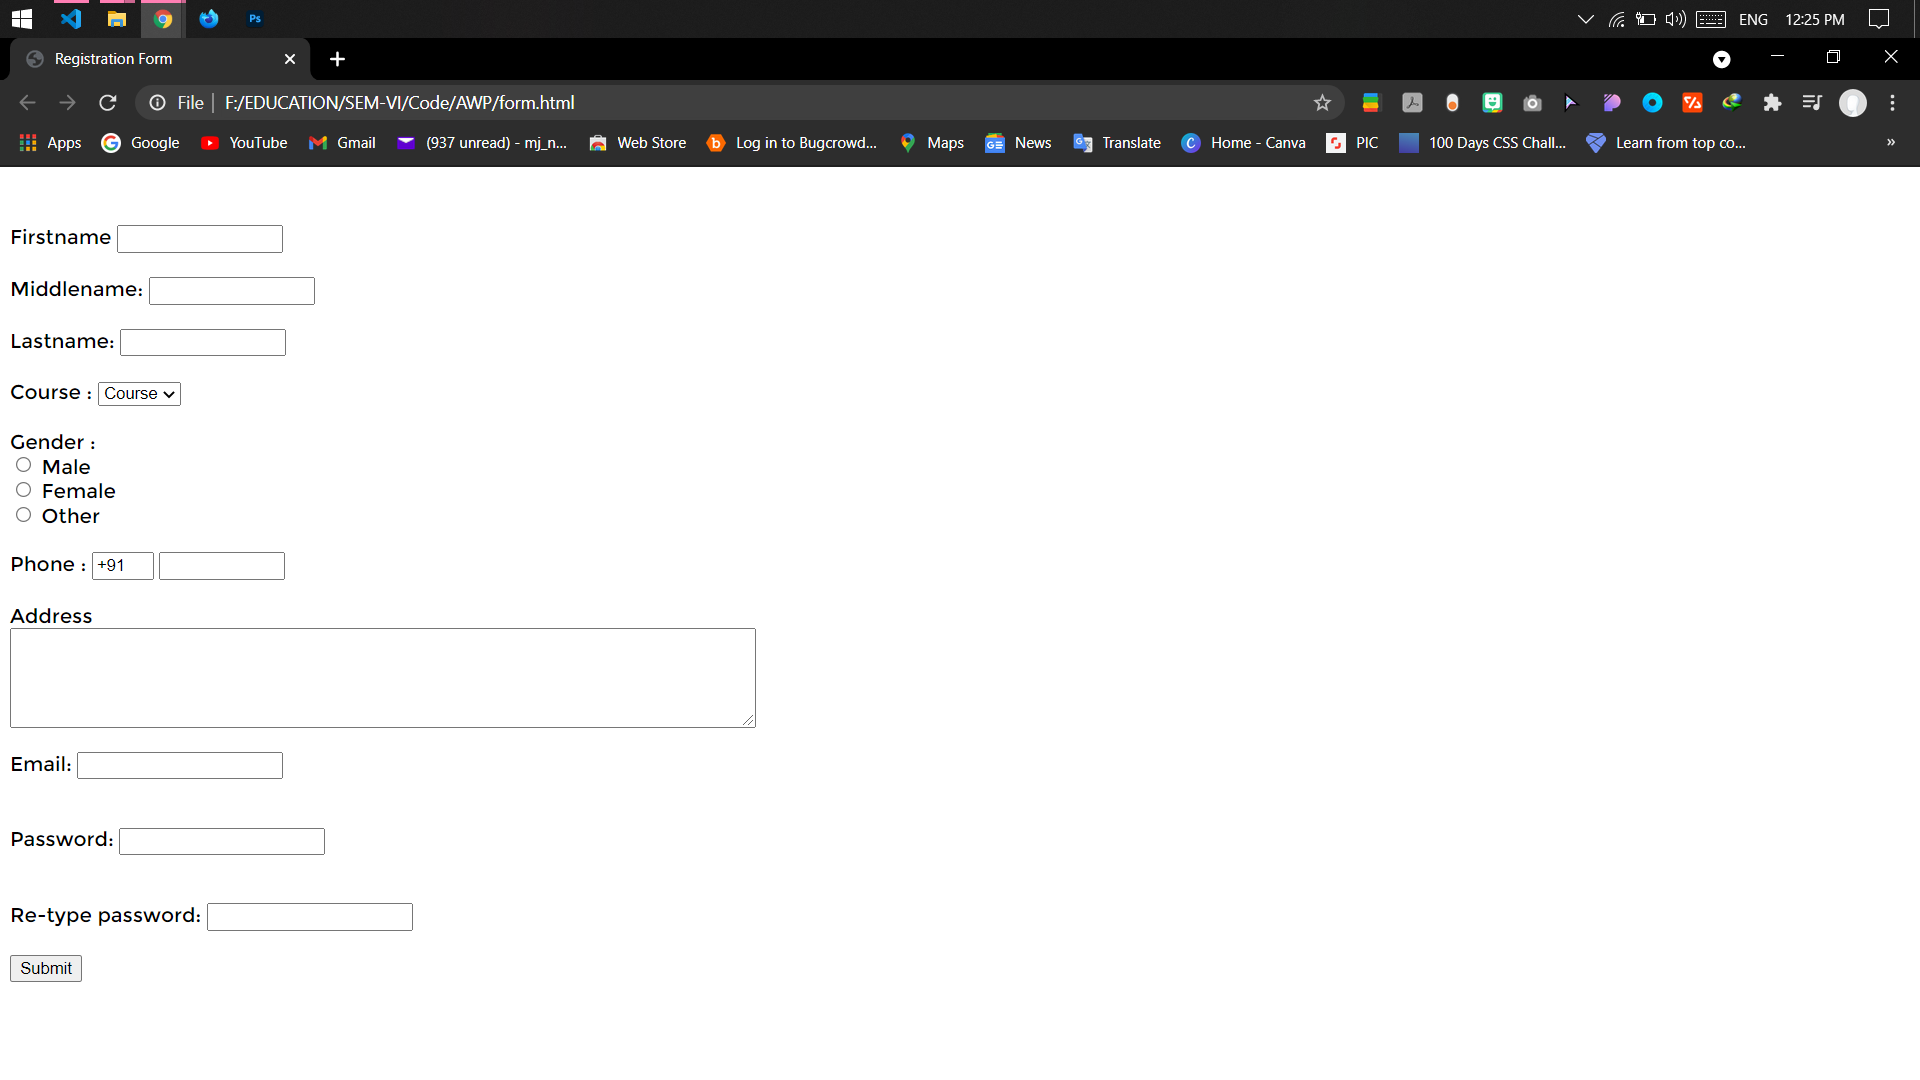 Ps
ENG 12:25 PM
Registration Form
File F:/EDUCATION/SEM-VI/Code/AWP/form.html
Apps Google YouTube Gmail (937 unread) - mj_n... Web Store Log in to Bugcrowd... Maps News Translate Home - Canva PIC 100 Days CSS Chall... Learn from top co... »
Firstname
Middlename:
Lastname:
Course : Course
Gender :
Male
Female
Other
Phone : +91
Address
Email:
Password:
Re-type password:
Submit